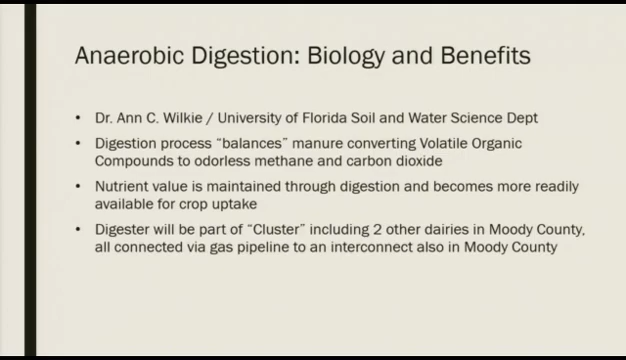 Anaerobic Digestion: Biology and Benefits
• Dr. Ann C. Wilkie / University of Florida Soil and Water Science Dept
• Digestion process “balances” manure converting Volatile Organic
Compounds to odorless methane and carbon dioxide
• Nutrient value is maintained through digestion and becomes more readily
available for crop uptake
• Digester will be part of “Cluster” including 2 other dairies in Moody County,
all connected via gas pipeline to an interconnect also in Moody County